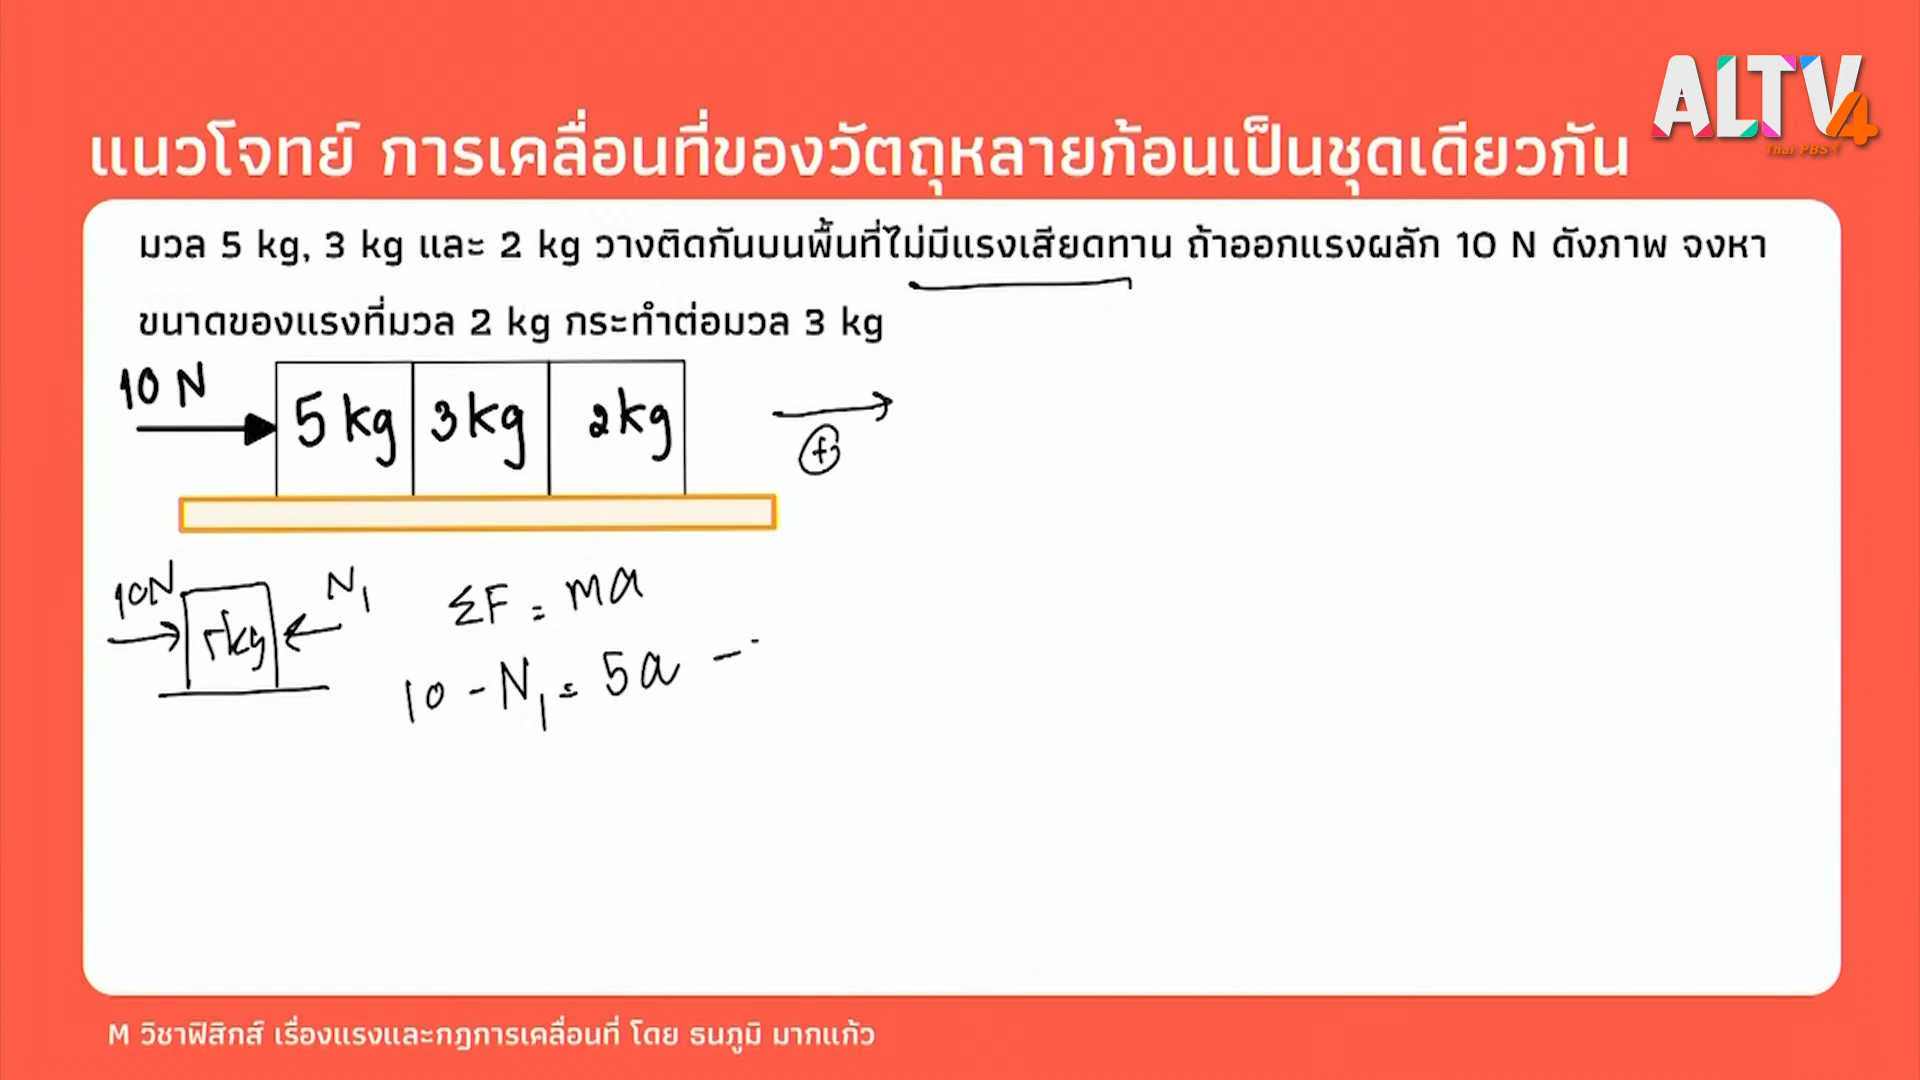 ALTV4
Thai PBS
แนวโจทย์ การเคลื่อนที่ของวัตถุหลายก้อนเป็นชุดเดียวกัน
มวล 5 kg, 3 kg และ 2 kg วางติดกันบนพื้นที่ไม่มีแรงเสียดทาน ถ้าออกแรงผลัก 10 N ดังภาพ จงหา
ขนาดของแรงที่มวล 2 kg กระทำต่อมวล 3 kg
10 N
5 kg 3 kg 2 kg
+
10N 5kg N₁
ΣF = ma
10 - N₁ = 5a -
M วิชาฟิสิกส์ เรื่องแรงและกฎการเคลื่อนที่ โดย ธนภูมิ มากแก้ว